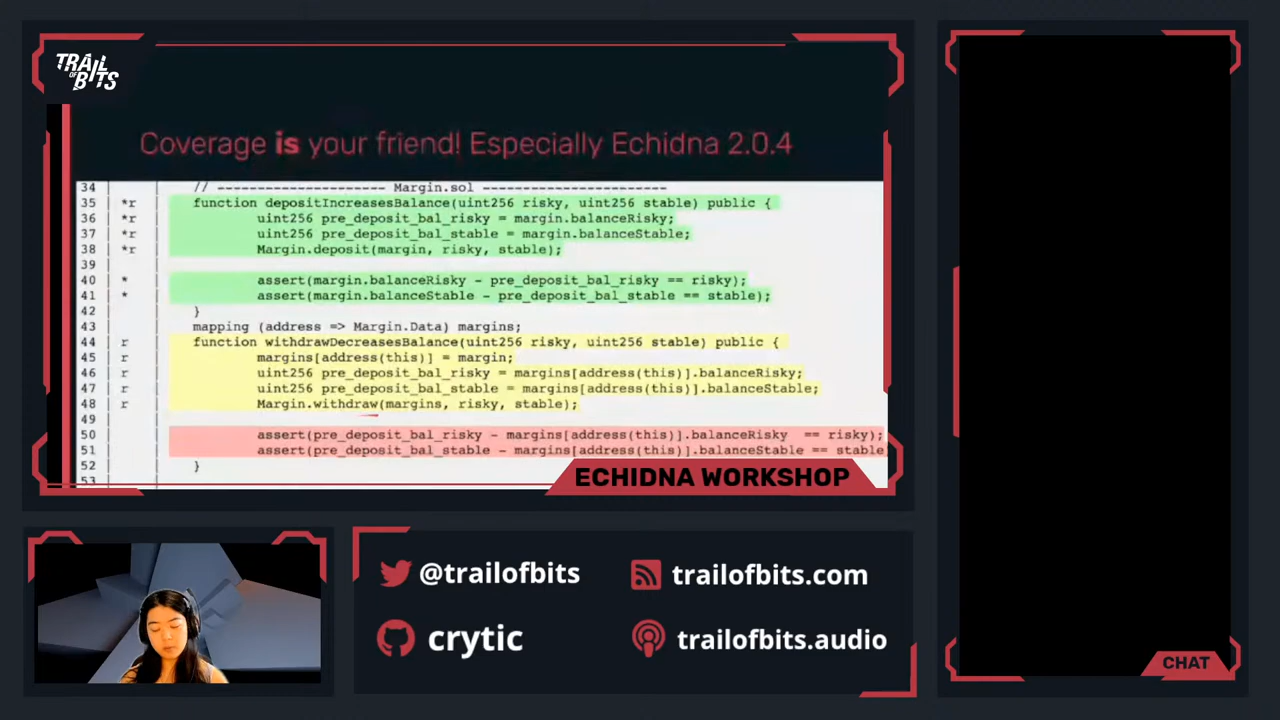 TRAIL
OF
BITS
Coverage is your friend! Especially Echidna 2.0.4
34 | | // --------------------- Margin.sol -----------------------
35 | *r | function depositIncreasesBalance(uint256 risky, uint256 stable) public {
36 | *r | uint256 pre_deposit_bal_risky = margin.balanceRisky;
37 | *r | uint256 pre_deposit_bal_stable = margin.balanceStable;
38 | *r | Margin.deposit(margin, risky, stable);
39 | |
40 | * | assert(margin.balanceRisky - pre_deposit_bal_risky == risky);
41 | * | assert(margin.balanceStable - pre_deposit_bal_stable == stable);
42 | | }
43 | | mapping (address => Margin.Data) margins;
44 | r | function withdrawDecreasesBalance(uint256 risky, uint256 stable) public {
45 | r | margins[address(this)] = margin;
46 | r | uint256 pre_deposit_bal_risky = margins[address(this)].balanceRisky;
47 | r | uint256 pre_deposit_bal_stable = margins[address(this)].balanceStable;
48 | r | Margin.withdraw(margins, risky, stable);
49 | |
50 | | assert(pre_deposit_bal_risky - margins[address(this)].balanceRisky == risky);
51 | | assert(pre_deposit_bal_stable - margins[address(this)].balanceStable == stable
52 | | }
53
ECHIDNA WORKSHOP
@trailofbits
trailofbits.com
crytic
trailofbits.audio
CHAT